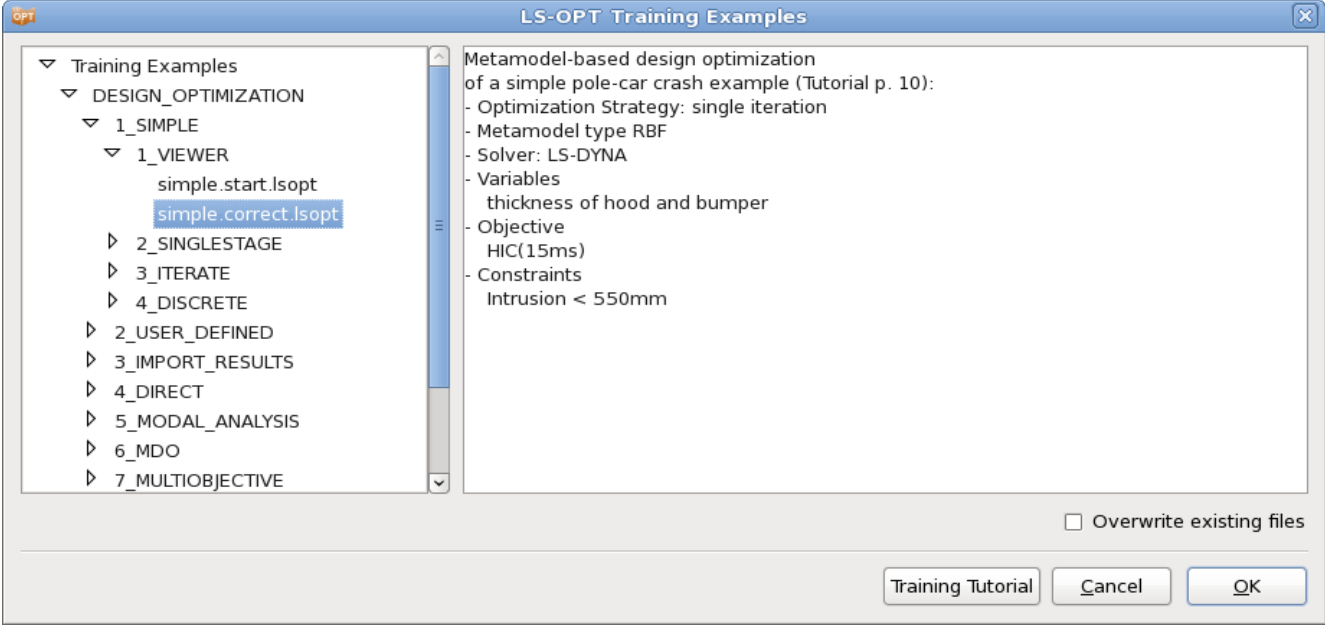 OPT
LS-OPT Training Examples
Training Examples
DESIGN_OPTIMIZATION
1_SIMPLE
1_VIEWER
simple.start.lsopt
simple.correct.lsopt
2_SINGLESTAGE
3_ITERATE
4_DISCRETE
2_USER_DEFINED
3_IMPORT_RESULTS
4_DIRECT
5_MODAL_ANALYSIS
6_MDO
7_MULTIOBJECTIVE
Metamodel-based design optimization
of a simple pole-car crash example (Tutorial p. 10):
- Optimization Strategy: single iteration
- Metamodel type RBF
- Solver: LS-DYNA
- Variables
thickness of hood and bumper
- Objective
HIC(15ms)
- Constraints
Intrusion < 550mm
Overwrite existing files
Training Tutorial
Cancel
OK